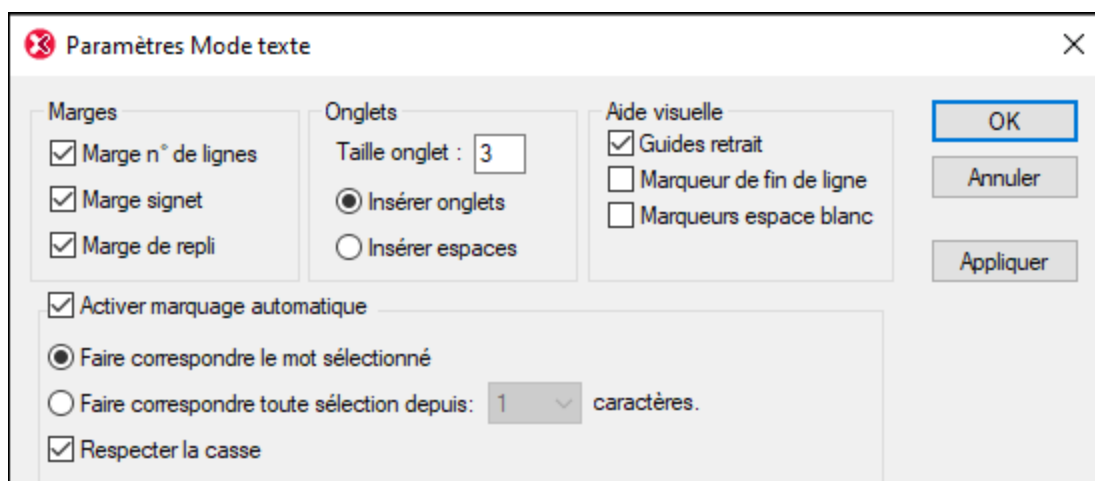 Paramètres Mode texte
Marges
Marge n° de lignes
Marge signet
Marge de repli
Onglets
Taille onglet : 3
Insérer onglets
Insérer espaces
Aide visuelle
Guides retrait
Marqueur de fin de ligne
Marqueurs espace blanc
OK
Annuler
Appliquer
Activer marquage automatique
Faire correspondre le mot sélectionné
Faire correspondre toute sélection depuis: 1 caractères.
Respecter la casse